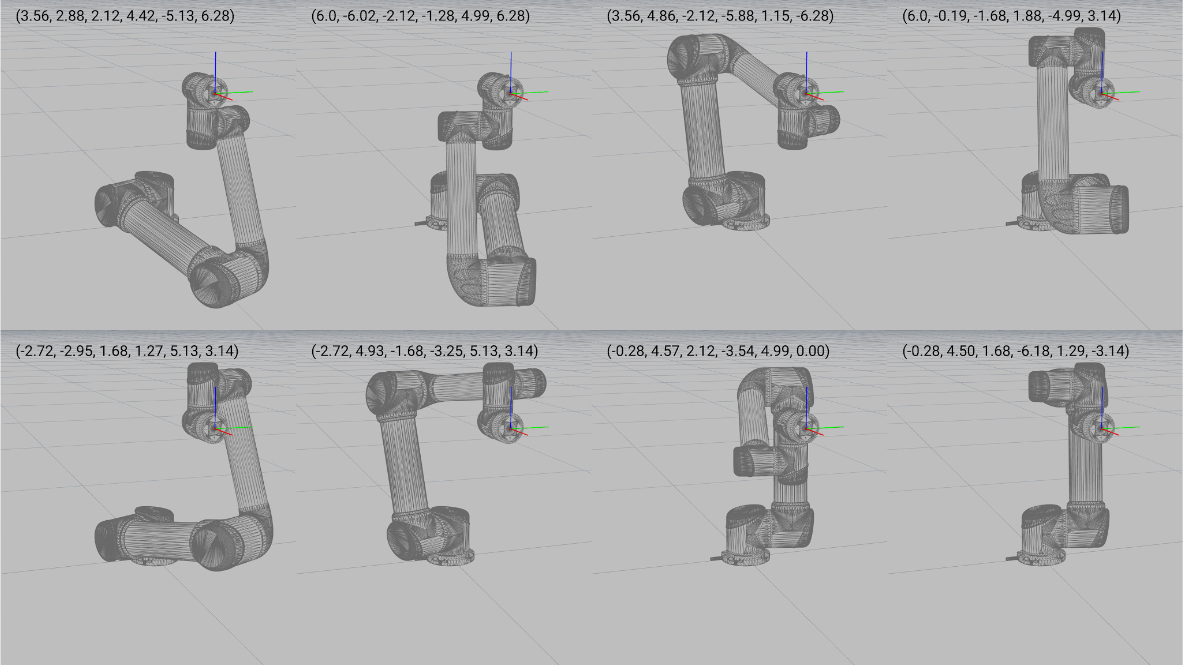 (3.56, 2.88, 2.12, 4.42, -5.13, 6.28)
(6.0, -6.02, -2.12, -1.28, 4.99, 6.28)
(3.56, 4.86, -2.12, -5.88, 1.15, -6.28)
(6.0, -0.19, -1.68, 1.88, -4.99, 3.14)
(-2.72, -2.95, 1.68, 1.27, 5.13, 3.14)
(-2.72, 4.93, -1.68, -3.25, 5.13, 3.14)
(-0.28, 4.57, 2.12, -3.54, 4.99, 0.00)
(-0.28, 4.50, 1.68, -6.18, 1.29, -3.14)